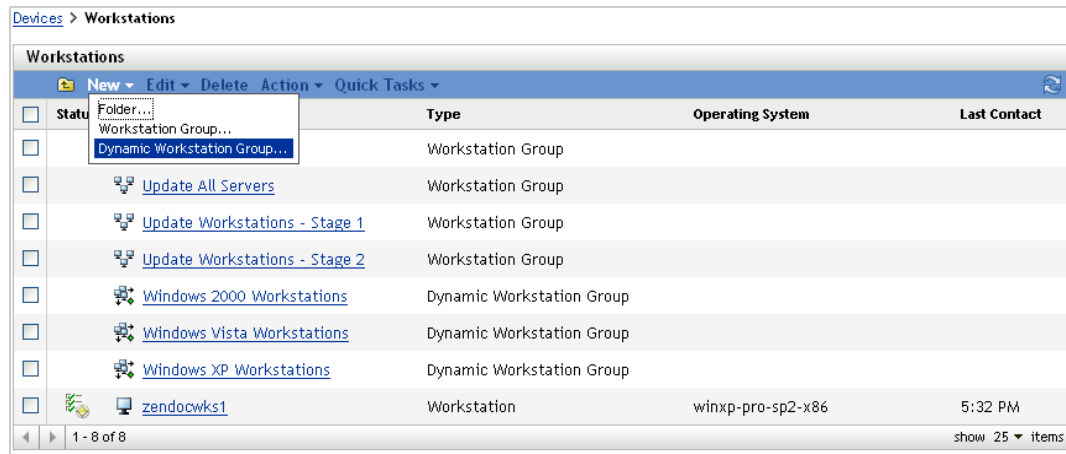 Devices > Workstations
Workstations
New Edit Delete Action Quick Tasks
Statu Type Operating System Last Contact
Folder...
Workstation Group...
Dynamic Workstation Group...
Workstation Group
Update All Servers Workstation Group
Update Workstations - Stage 1 Workstation Group
Update Workstations - Stage 2 Workstation Group
Windows 2000 Workstations Dynamic Workstation Group
Windows Vista Workstations Dynamic Workstation Group
Windows XP Workstations Dynamic Workstation Group
zendocwks1 Workstation winxp-pro-sp2-x86 5:32 PM
1 - 8 of 8 show 25 items